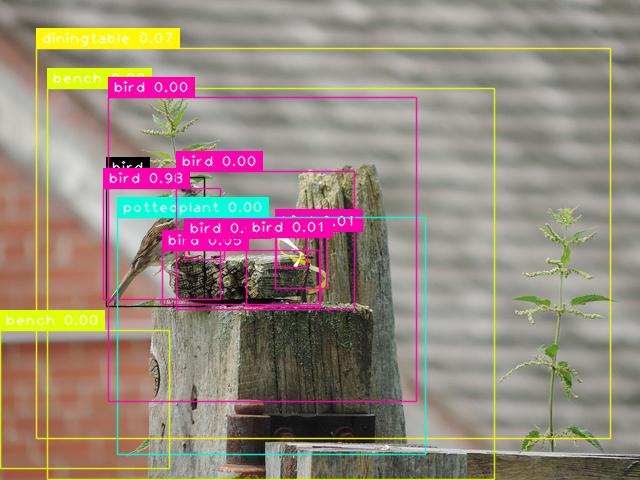 diningtable 0.07
bench 0.00
bird 0.00
bird
bird 0.00
bird 0.98
pottedplant 0.00
bird 0.01
bird 0.05
bench 0.00